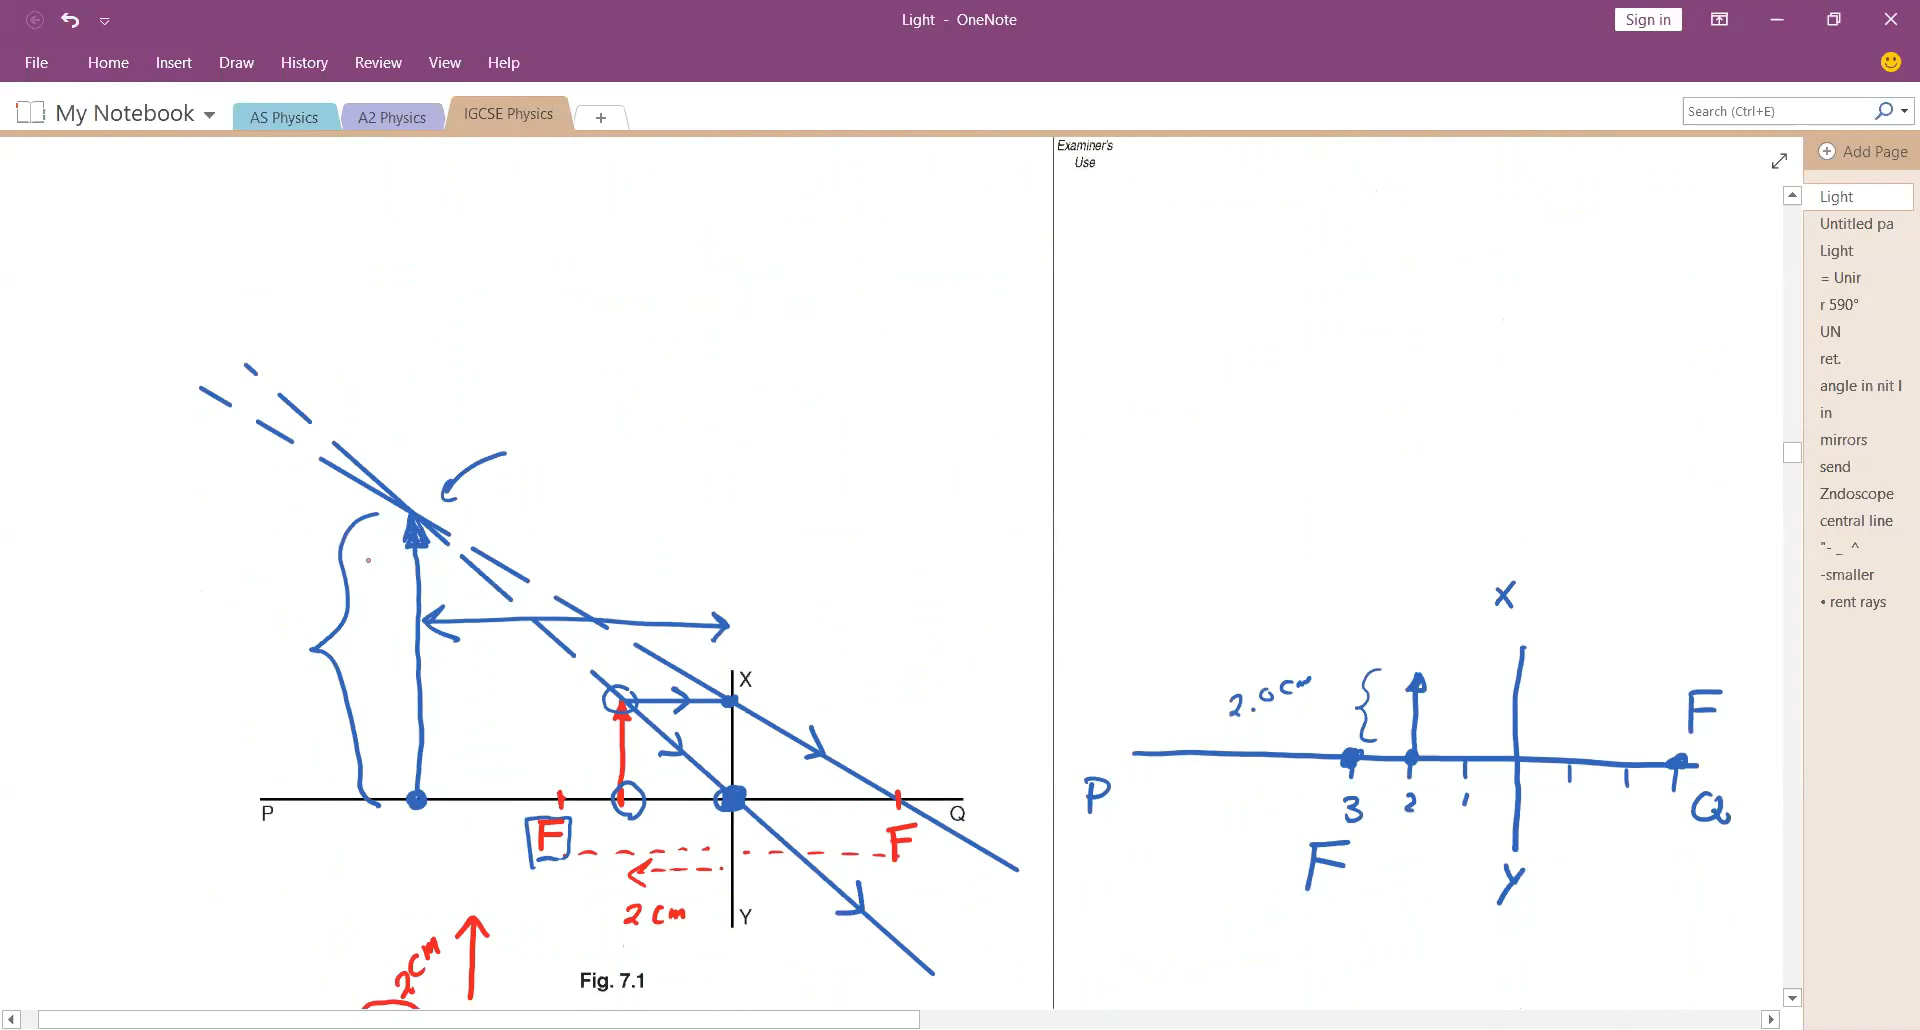 Light - OneNote
Sign in
File Home Insert Draw History Review View Help
My Notebook
AS Physics
A2 Physics
IGCSE Physics
+
Search (Ctrl+E)
Examiner's
Use
Add Page
Light
Untitled pa
Light
= Unir
r 590°
UN
ret.
angle in nit I
in
mirrors
send
Zndoscope
central line
"- _ ^
-smaller
• rent rays
X
P
Q
F
F
2 cm
Y
Fig. 7.1
2cm
X
2.0cm
F
P
3 2 1
Q
F
Y